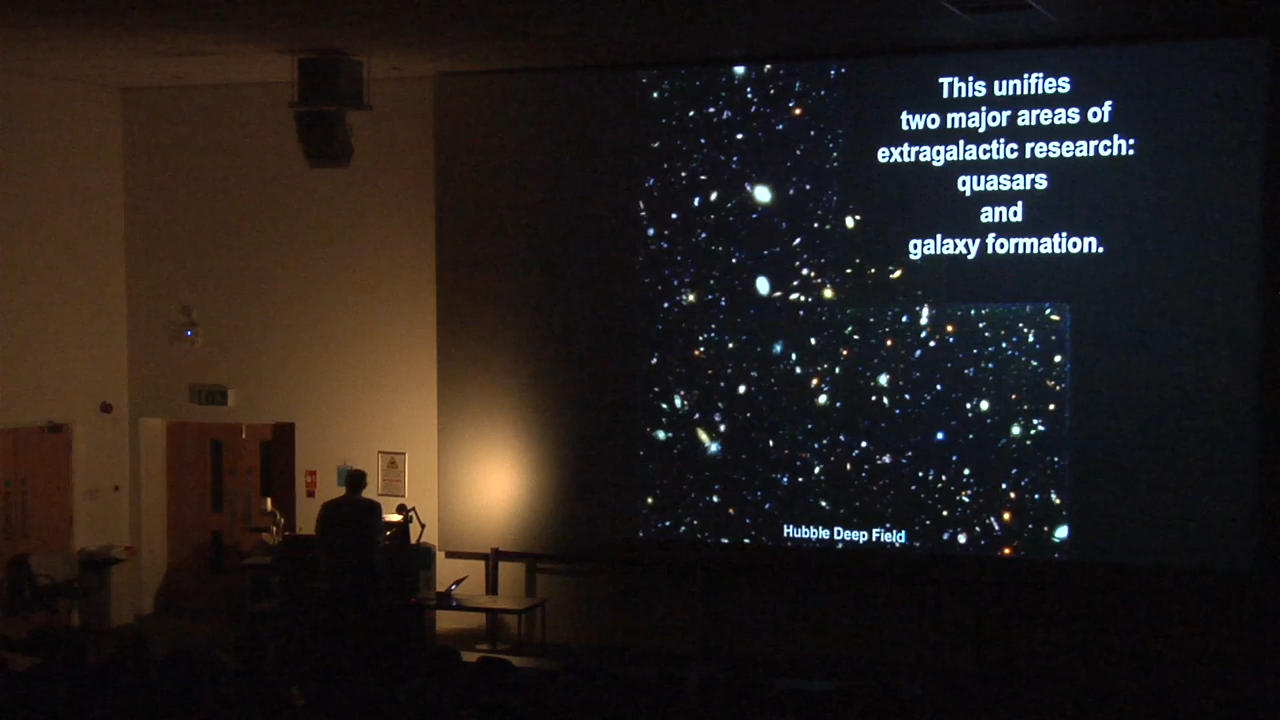 This unifies
two major areas of
extragalactic research:
quasars
and
galaxy formation.
Hubble Deep Field